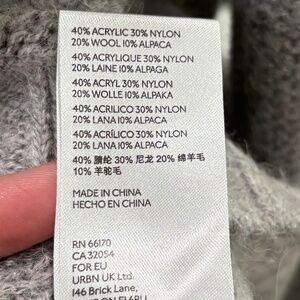 40% ACRYLIC 30% NYLON
20% WOOL 10% ALPACA
40% ACRYLIQUE 30% NYLON
20% LAINE 10% ALPAGA
40% ACRYL 30% NYLON
20% WOLLE 10% ALPAKA
40% ACRILICO 30% NYLON
20% LANA 10% ALPACA
40% ACRÍLICO 30% NYLON
20% LANA 10% ALPACA
40% 腈纶 30% 尼龙 20% 绵羊毛
10% 羊驼毛
MADE IN CHINA
HECHO EN CHINA
RN 66170
CA 32054
FOR EU
URBN UK Ltd.
146 Brick Lane,